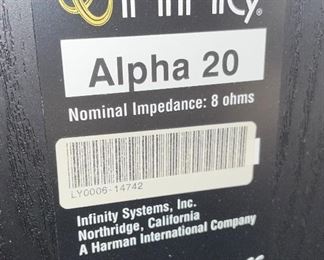 Infinity®
Alpha 20
Nominal Impedance: 8 ohms
LY0006-14742
Infinity Systems, Inc.
Northridge, California
A Harman International Company